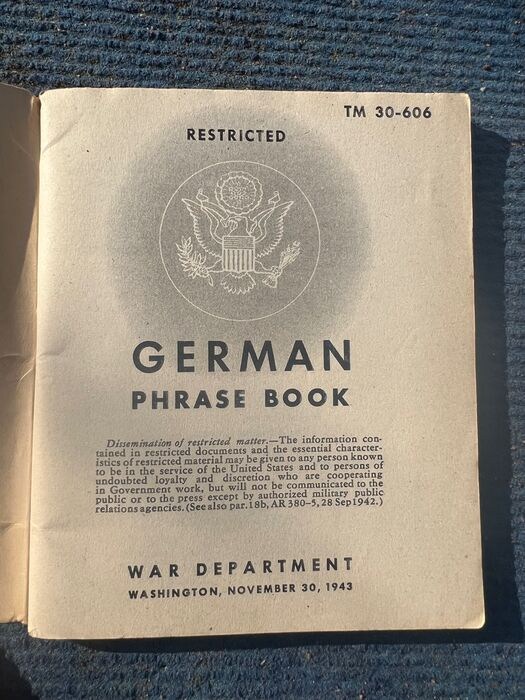 TM 30-606
RESTRICTED
GERMAN
PHRASE BOOK
Dissemination of restricted matter.—The information con-
tained in restricted documents and the essential character-
istics of restricted material may be given to any person known
to be in the service of the United States and to persons of
undoubted loyalty and discretion who are cooperating
in Government work, but will not be communicated to the
public or to the press except by authorized military public
relations agencies. (See also par. 18b, AR 380-5, 28 Sep 1942.)
WAR DEPARTMENT
WASHINGTON, NOVEMBER 30, 1943